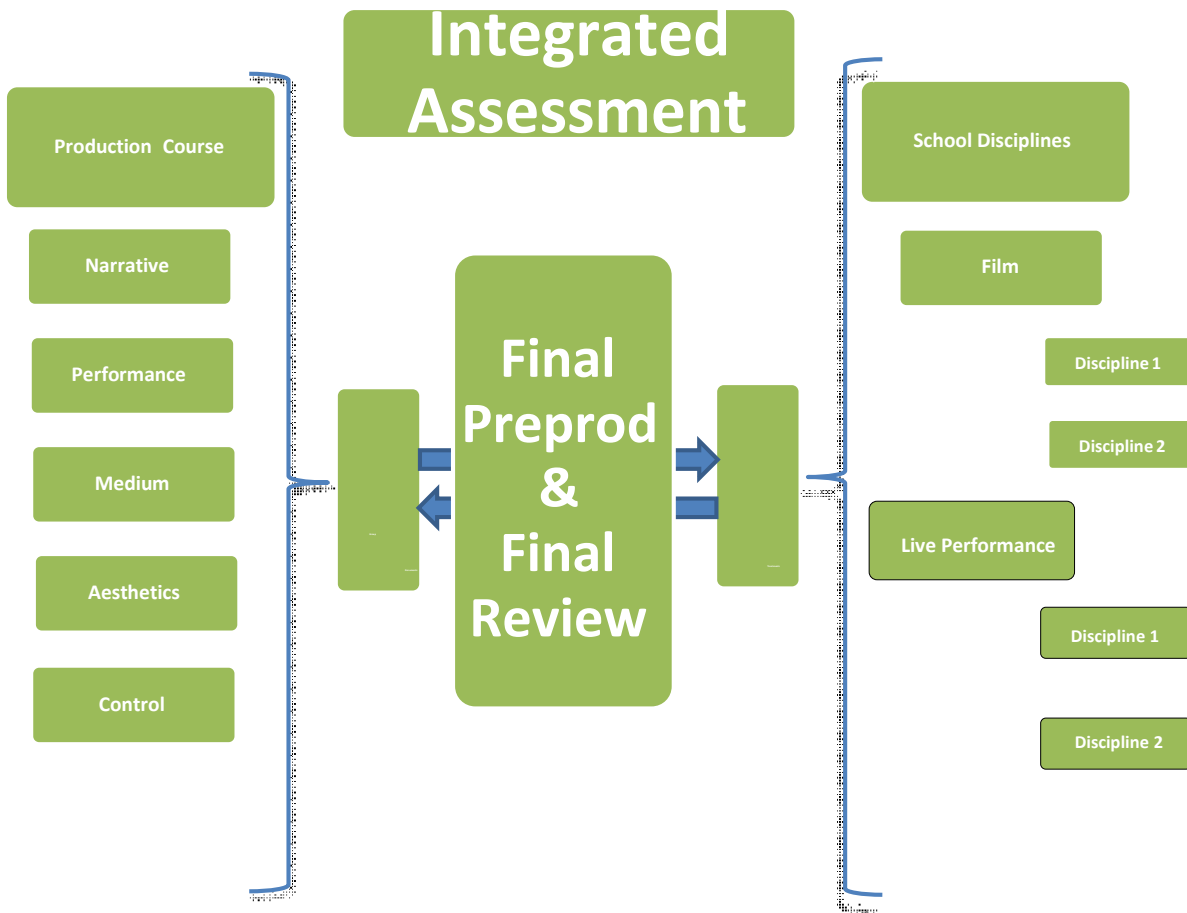 Integrated
Assessment
Production Course
Narrative
Performance
Medium
Aesthetics
Control
Final
Preprod
&
Final
Review
School Disciplines
Film
Discipline 1
Discipline 2
Live Performance
Discipline 1
Discipline 2